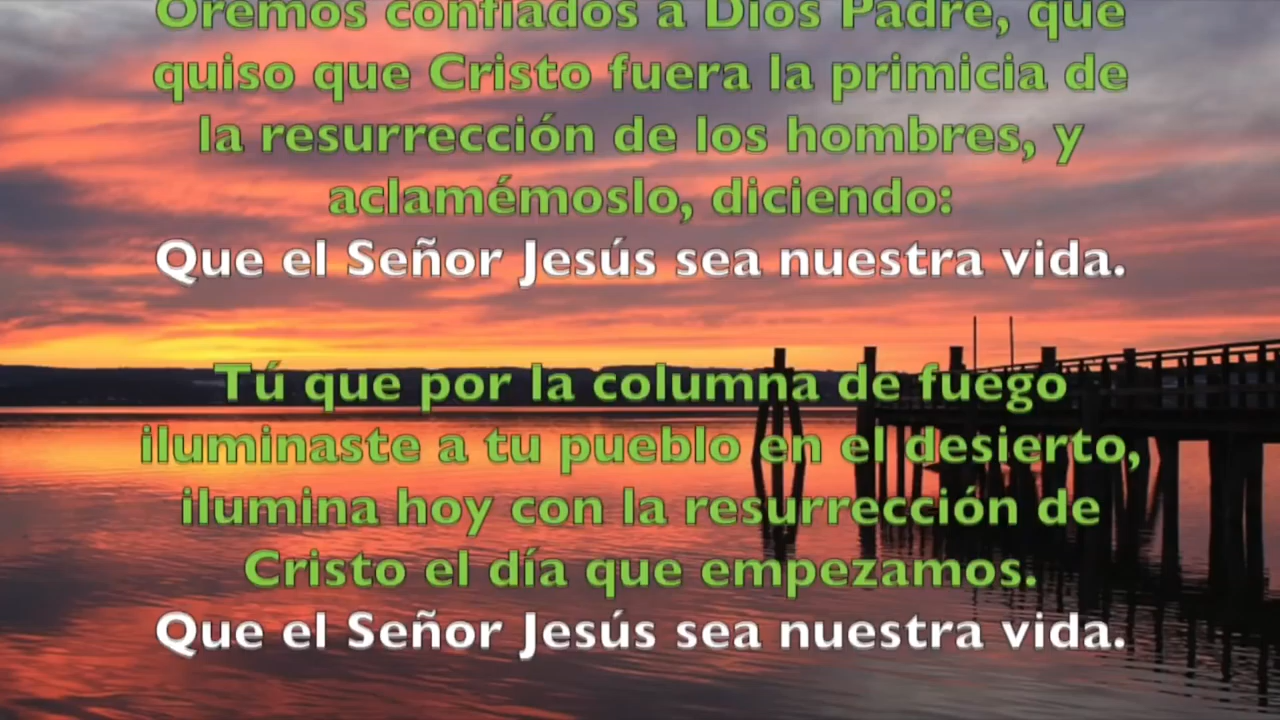 Oremos confiados a Dios Padre, que
quiso que Cristo fuera la primicia de
la resurrección de los hombres, y
aclamémoslo, diciendo:
Que el Señor Jesús sea nuestra vida.
Tú que por la columna de fuego
iluminaste a tu pueblo en el desierto,
ilumina hoy con la resurrección de
Cristo el día que empezamos.
Que el Señor Jesús sea nuestra vida.